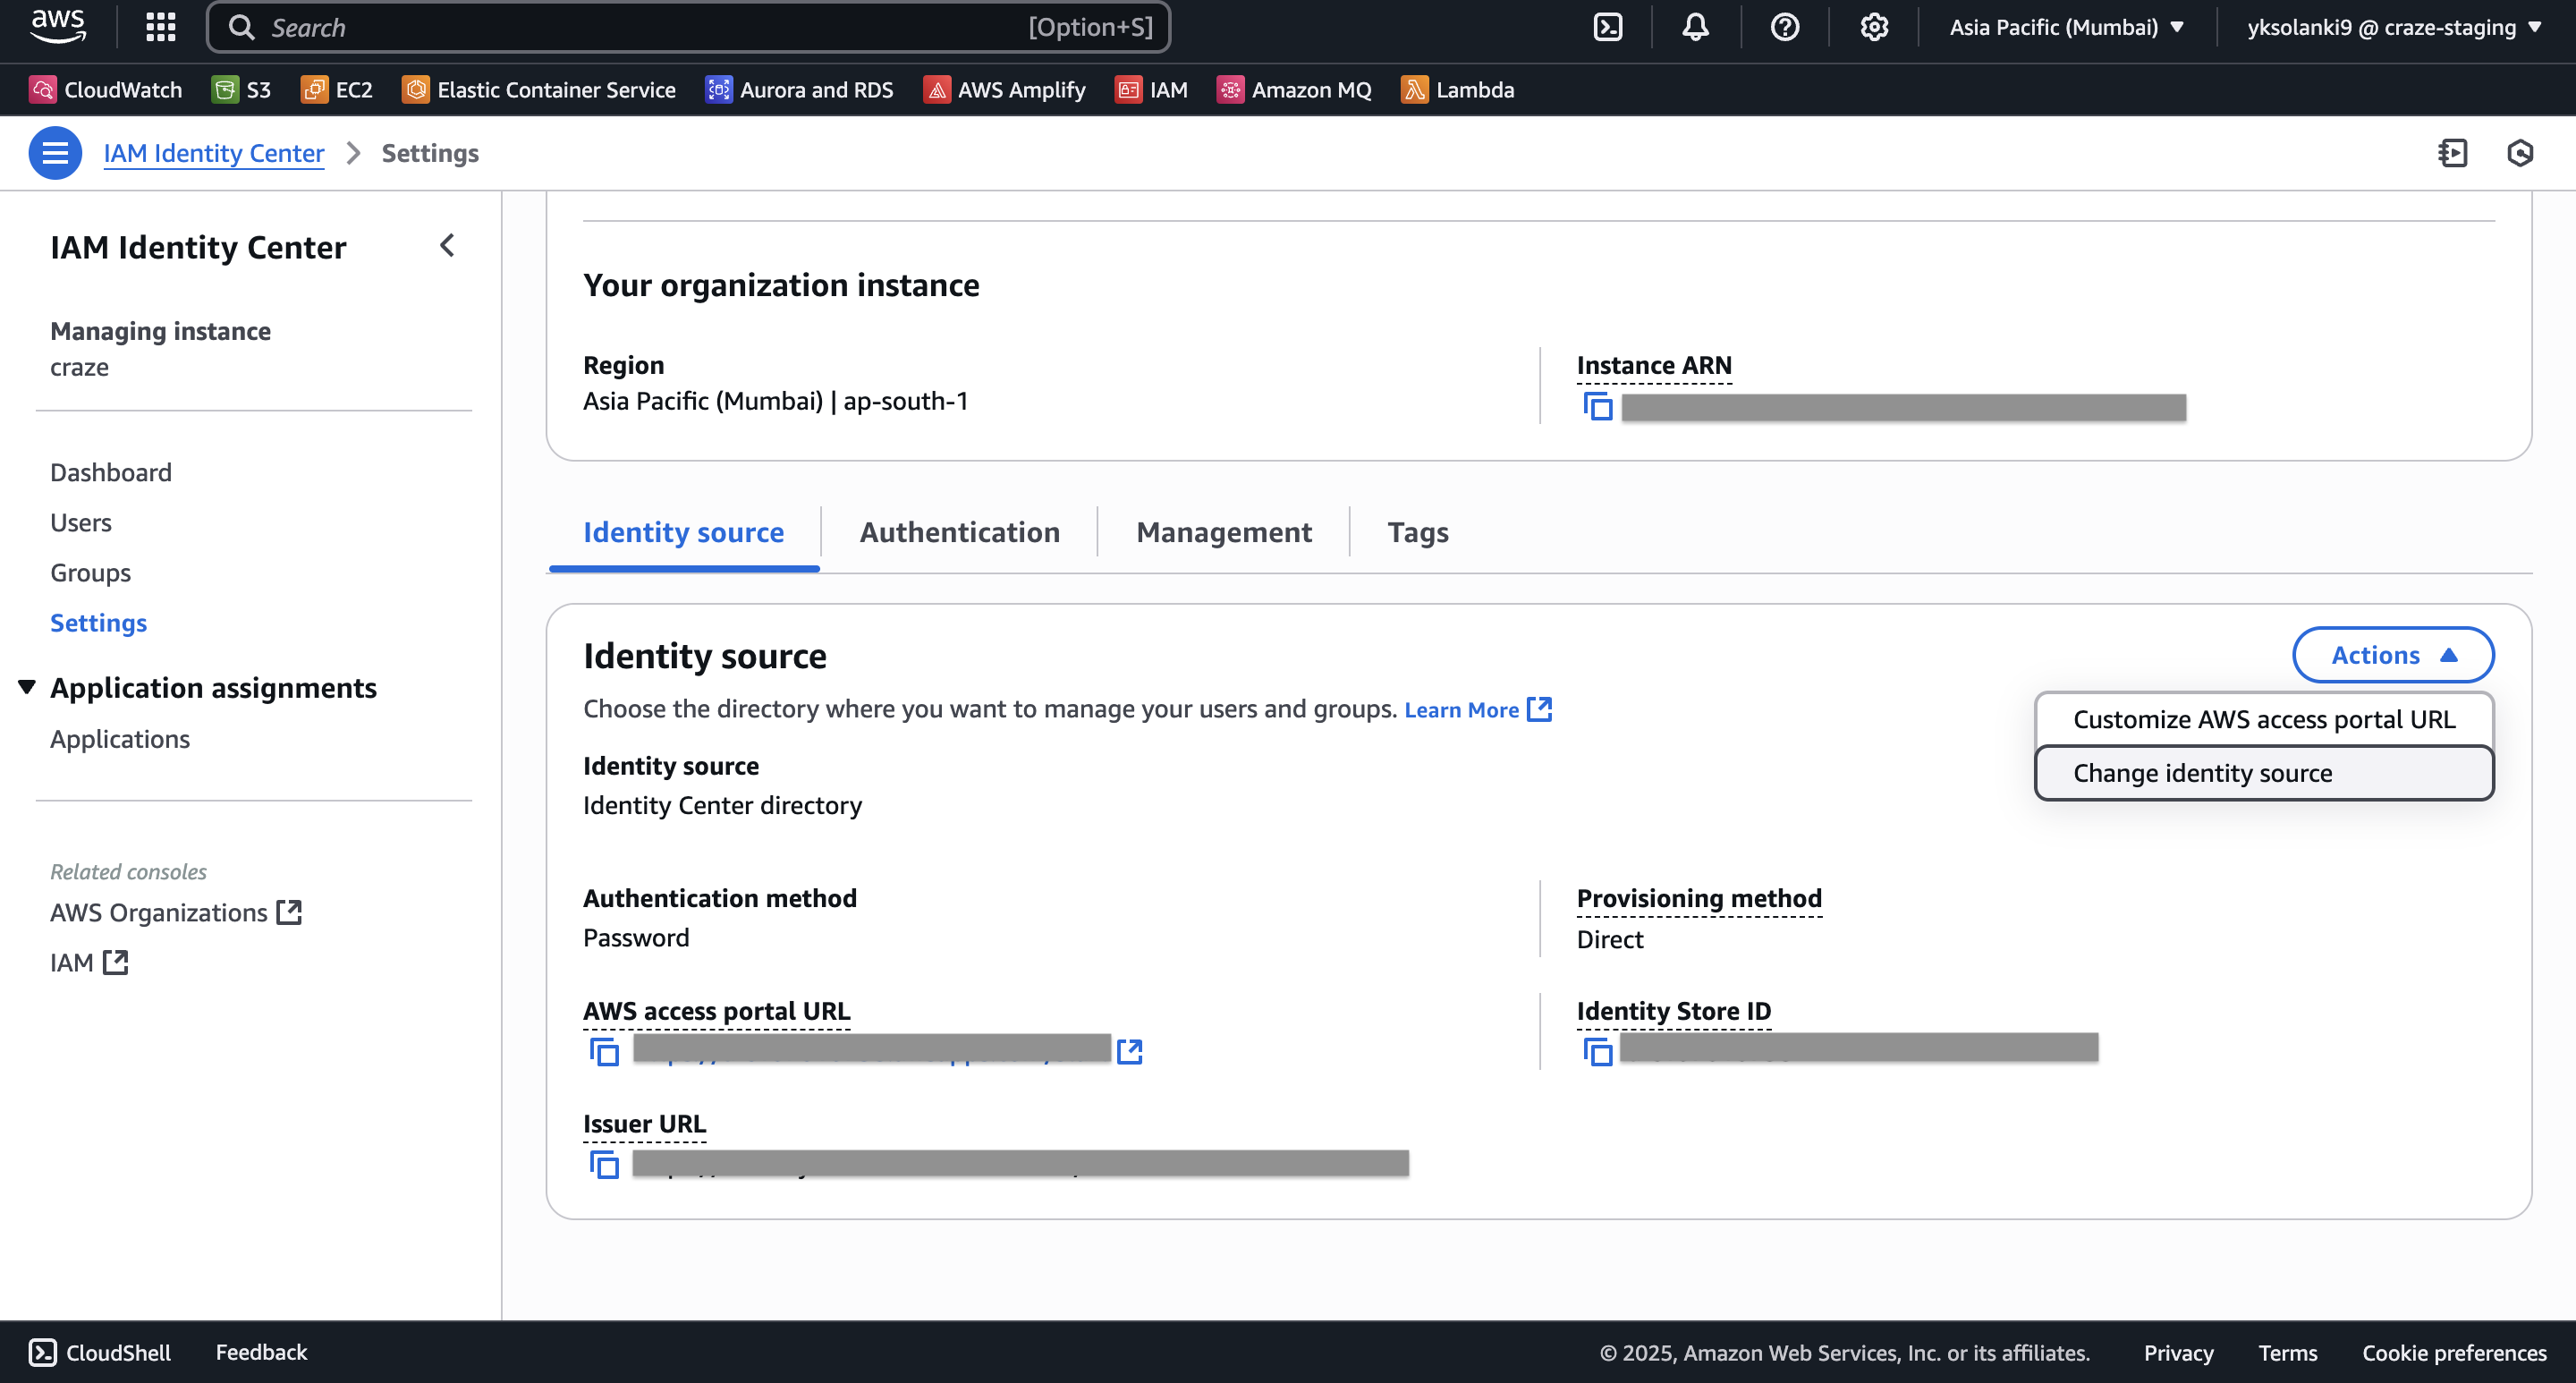 aws
Search
[Option+S]
Asia Pacific (Mumbai)
yksolanki9 @ craze-staging
CloudWatch
S3
EC2
Elastic Container Service
Aurora and RDS
AWS Amplify
IAM
Amazon MQ
Lambda
IAM Identity Center
Settings
IAM Identity Center
Managing instance
craze
Dashboard
Users
Groups
Settings
Application assignments
Applications
Related consoles
AWS Organizations
IAM
Your organization instance
Region
Asia Pacific (Mumbai) | ap-south-1
Instance ARN
Identity source
Authentication
Management
Tags
Identity source
Actions
Choose the directory where you want to manage your users and groups. Learn More
Customize AWS access portal URL
Change identity source
Identity source
Identity Center directory
Authentication method
Password
Provisioning method
Direct
AWS access portal URL
Identity Store ID
Issuer URL
CloudShell
Feedback
© 2025, Amazon Web Services, Inc. or its affiliates.
Privacy
Terms
Cookie preferences